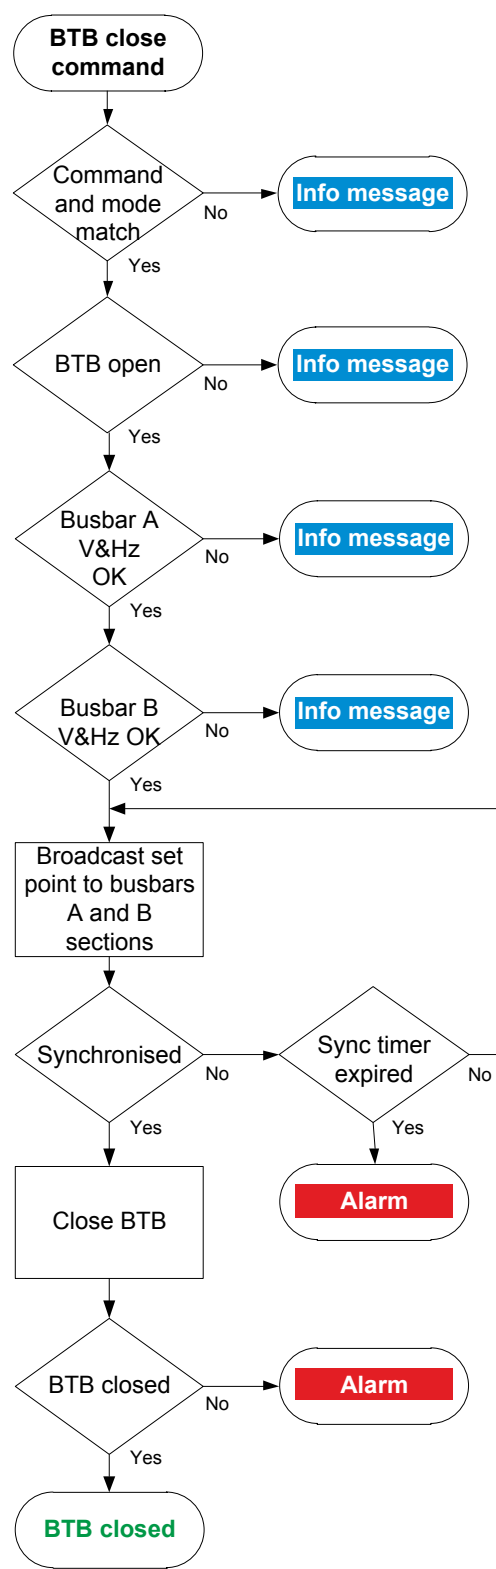 BTB close
command
Command
and mode
match
No
Info message
Yes
BTB open
No
Info message
Yes
Busbar A
V&Hz
OK
No
Info message
Yes
Busbar B
V&Hz OK
No
Info message
Yes
Broadcast set
point to busbars
A and B
sections
Synchronised
No
Sync timer
expired
No
Yes
Yes
Alarm
Close BTB
BTB closed
No
Alarm
Yes
BTB closed